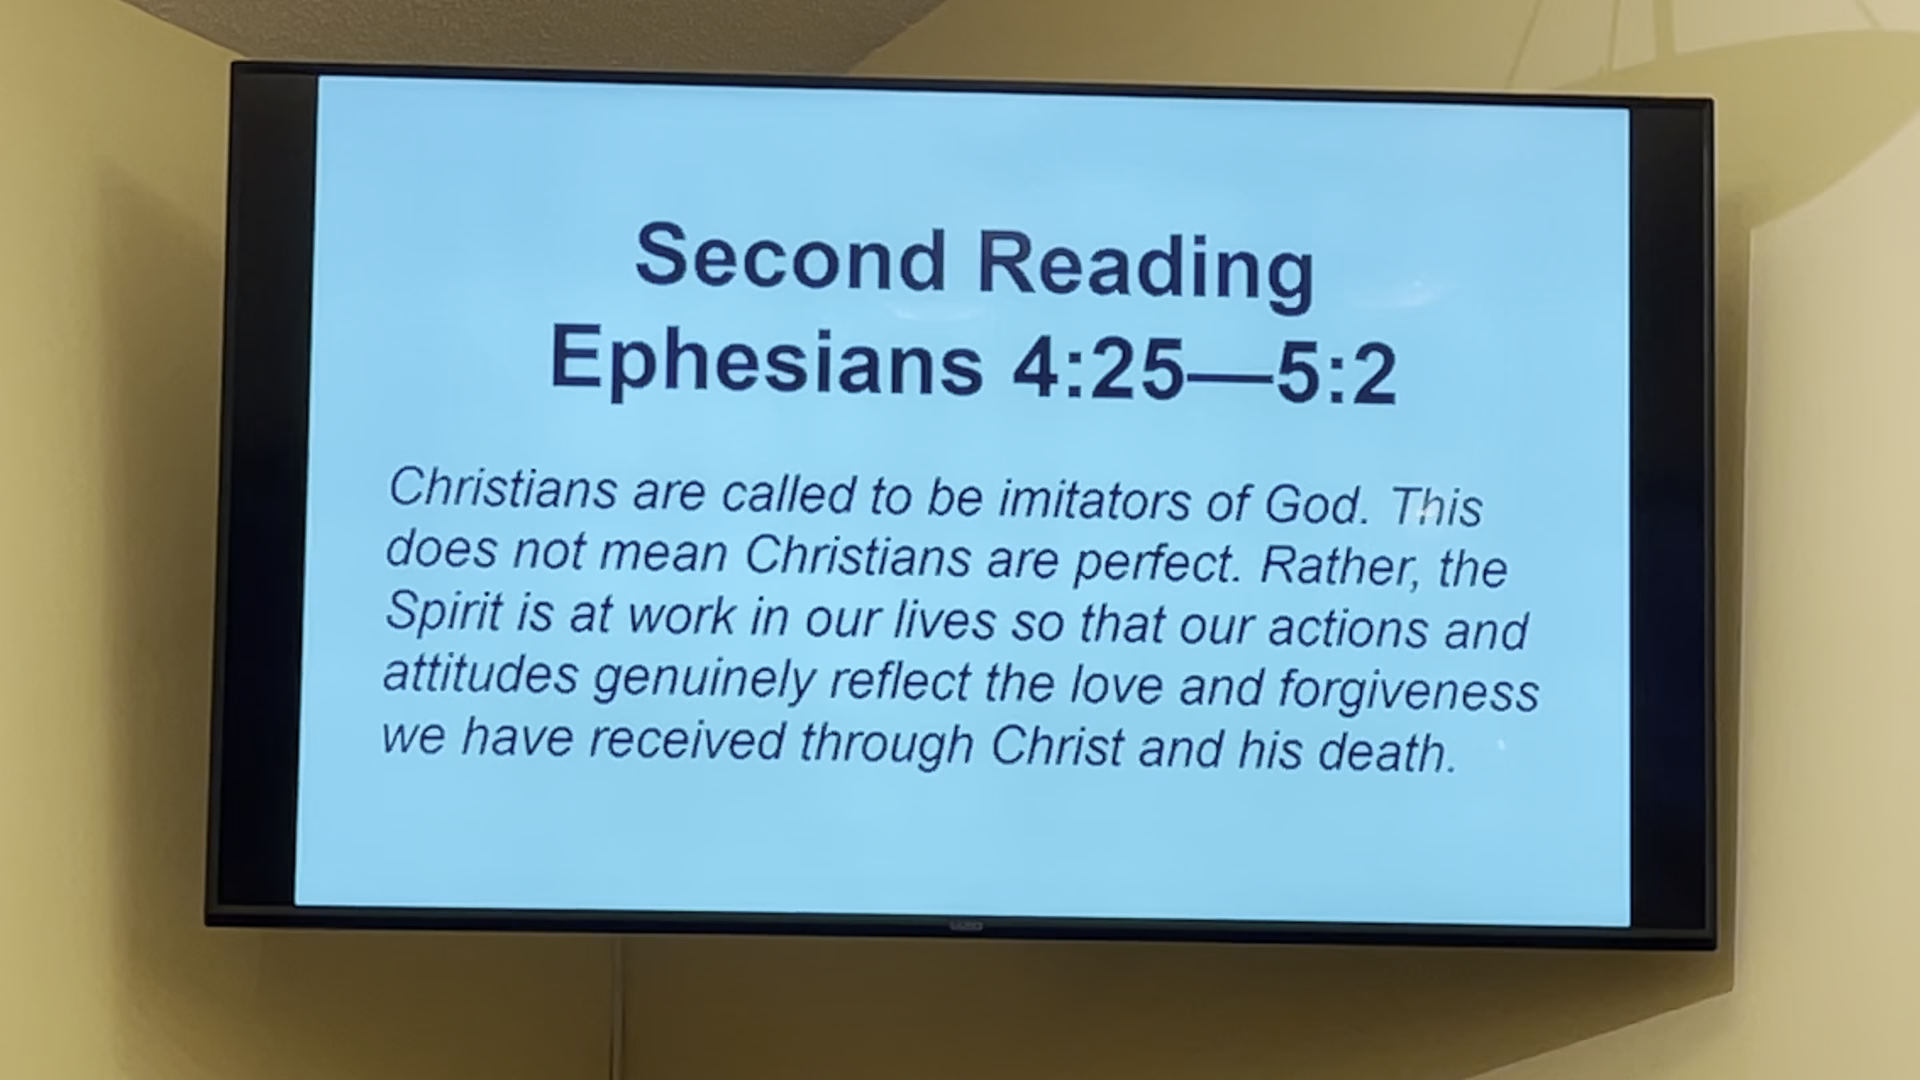 Second Reading
Ephesians 4:25—5:2
Christians are called to be imitators of God. This
does not mean Christians are perfect. Rather, the
Spirit is at work in our lives so that our actions and
attitudes genuinely reflect the love and forgiveness
we have received through Christ and his death.